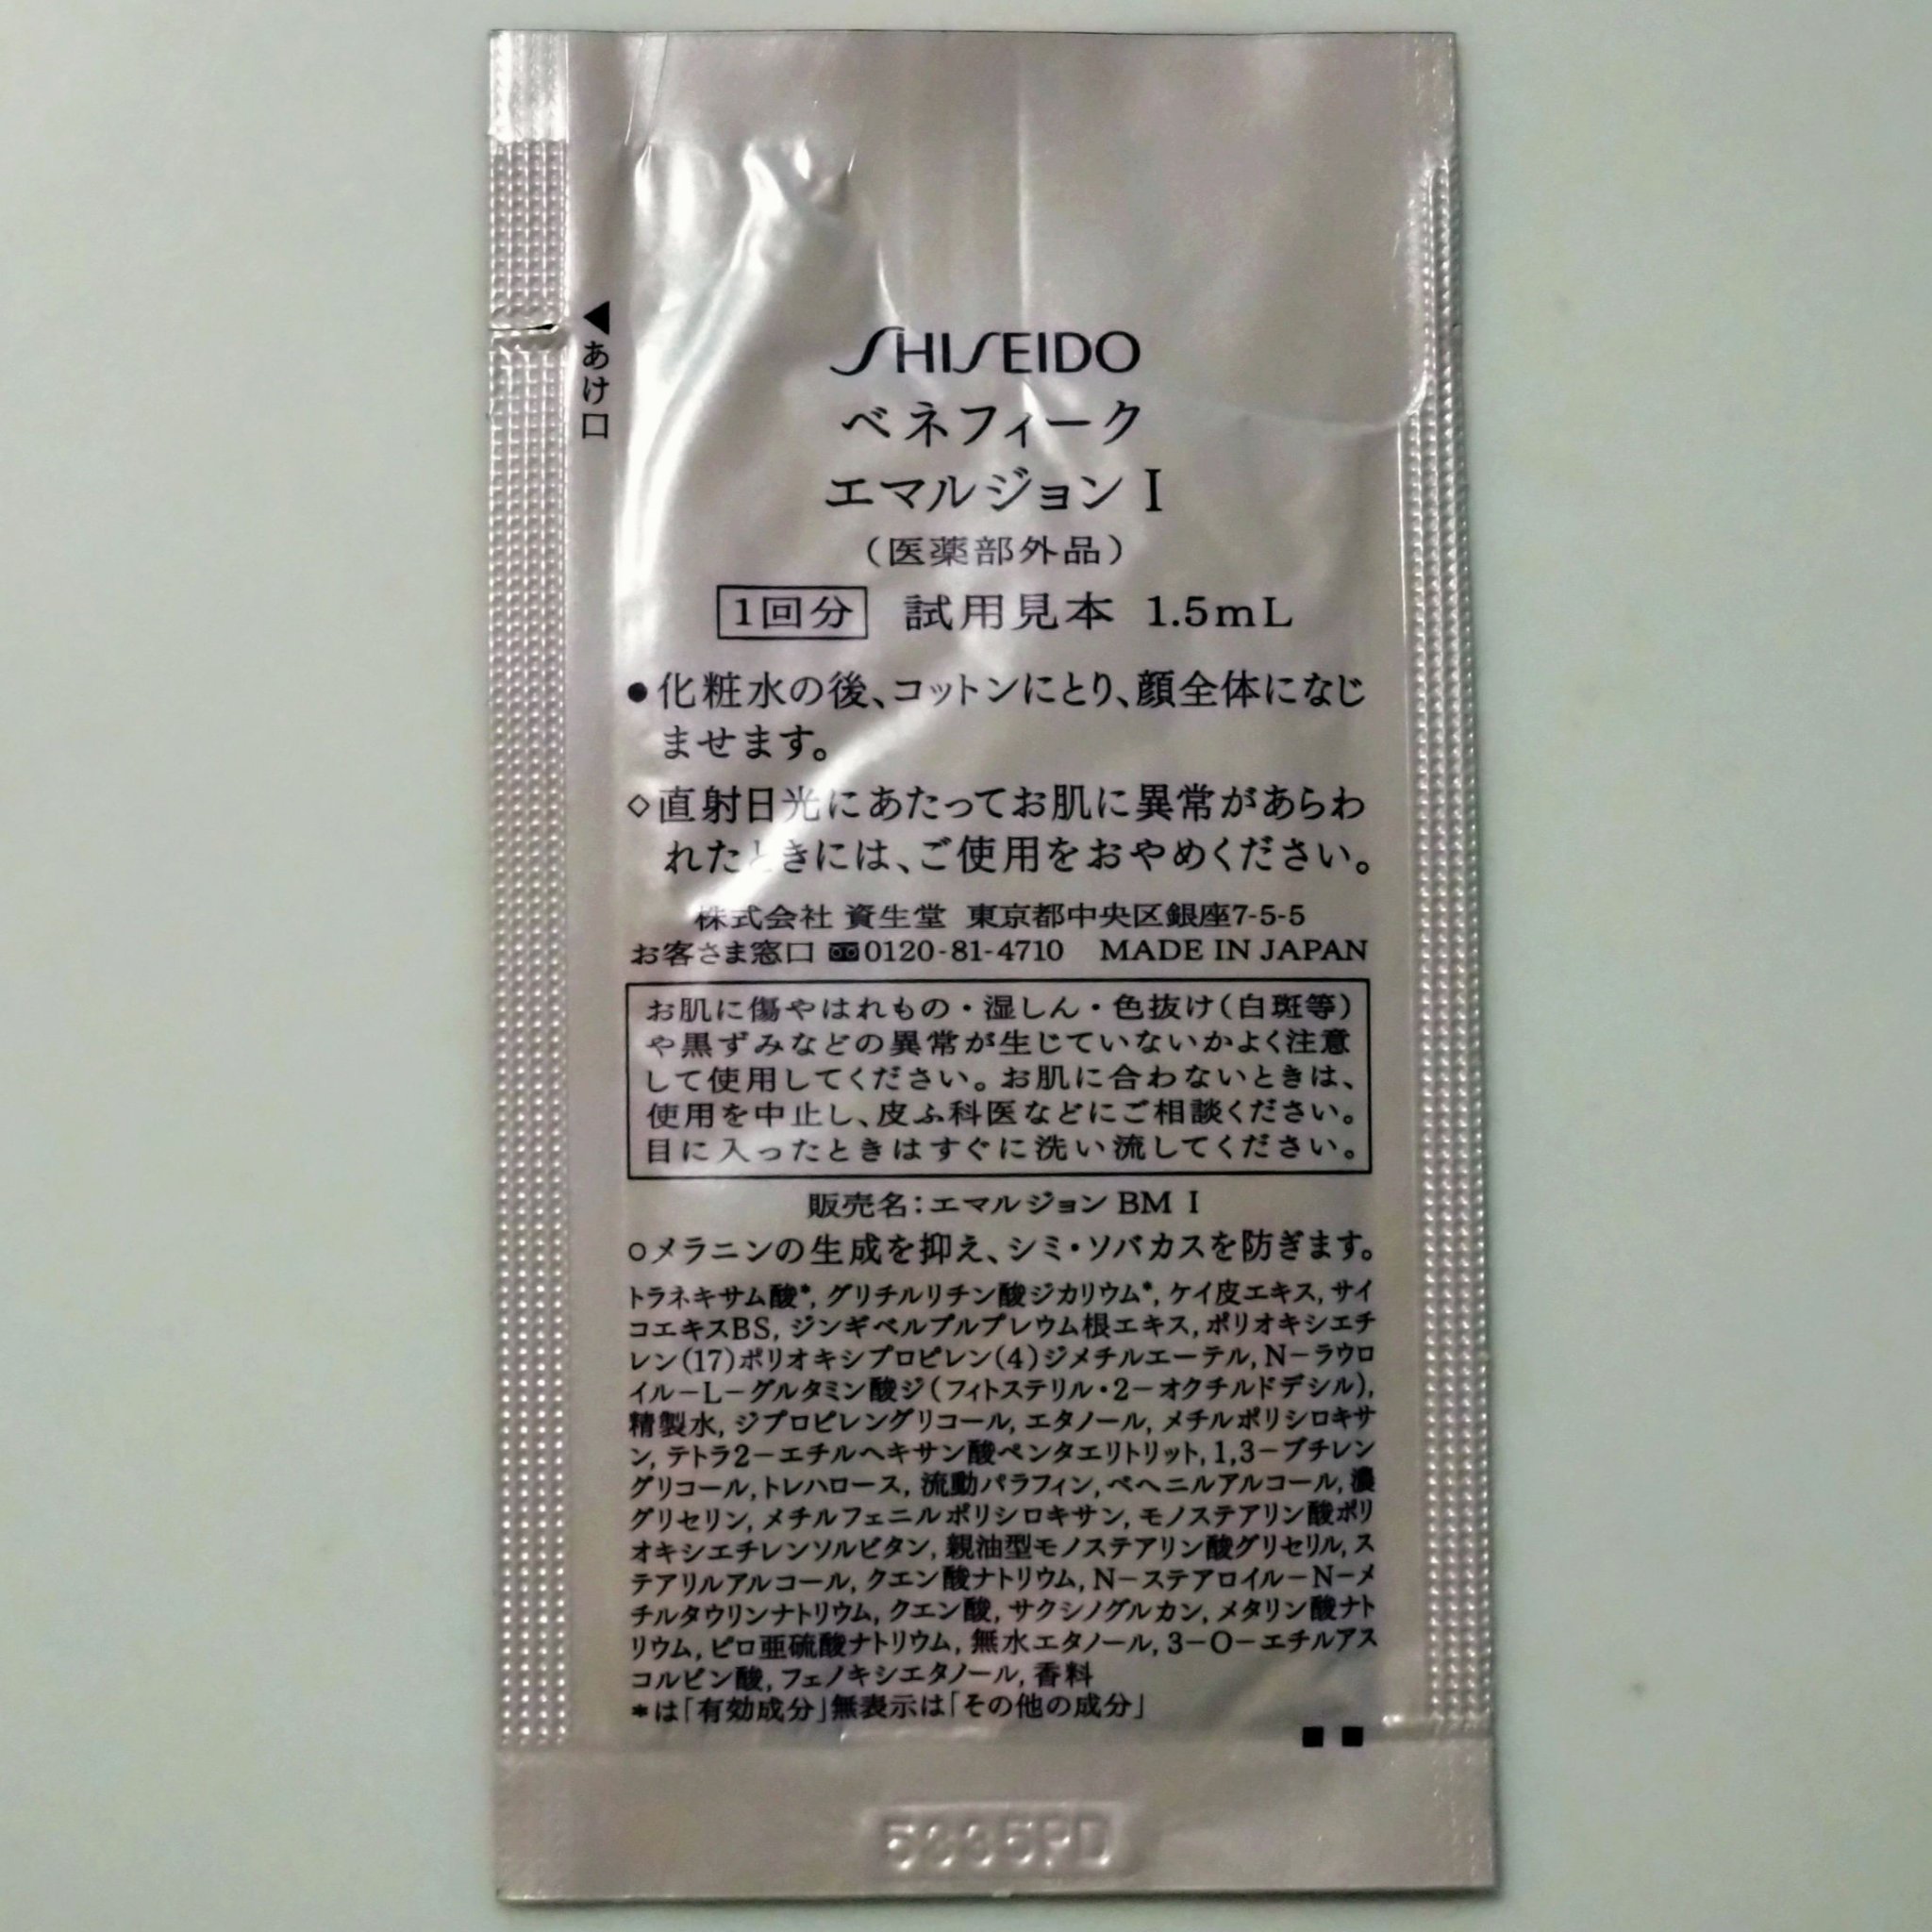 ◀あけ口
SHISEIDO
ベネフィーク
エマルジョン I
（医薬部外品）
1回分 試用見本 1.5mL
●化粧水の後、コットンにとり、顔全体になじ
ませます。
◇直射日光にあたってお肌に異常があらわ
れたときには、ご使用をおやめください。
株式会社 資生堂 東京都中央区銀座7-5-5
お客さま窓口 0120-81-4710 MADE IN JAPAN
お肌に傷やはれもの・湿しん・色抜け（白斑等）
や黒ずみなどの異常が生じていないかよく注意
して使用してください。お肌に合わないときは、
使用を中止し、皮ふ科医などにご相談ください。
目に入ったときはすぐに洗い流してください。
販売名：エマルジョン BM I
○メラニンの生成を抑え、シミ・ソバカスを防ぎます。
トラネキサム酸*, グリチルリチン酸ジカリウム*, ケイ皮エキス, サイ
コエキスBS, ジンギベルプルプレウム根エキス, ポリオキシエチ
レン(17)ポリオキシプロピレン(4)ジメチルエーテル, N－ラウロ
イル－L－グルタミン酸ジ(フィトステリル・2－オクチルドデシル),
精製水, ジプロピレングリコール, エタノール, メチルポリシロキサ
ン, テトラ2－エチルヘキサン酸ペンタエリトリット, 1,3－ブチレン
グリコール, トレハロース, 流動パラフィン, ベヘニルアルコール, 濃
グリセリン, メチルフェニルポリシロキサン, モノステアリン酸ポリ
オキシエチレンソルビタン, 親油型モノステアリン酸グリセリル, ス
テアリルアルコール, クエン酸ナトリウム, N－ステアロイル－N－メ
チルタウリンナトリウム, クエン酸, サクシノグルカン, メタリン酸ナト
リウム, ピロ亜硫酸ナトリウム, 無水エタノール, 3－O－エチルアス
コルビン酸, フェノキシエタノール, 香料
*は「有効成分」無表示は「その他の成分」
5335PD